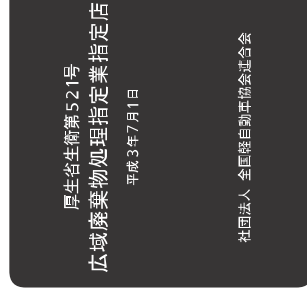 厚生省生衛第521号
広域廃棄物処理指定業指定店
平成3年7月1日
社団法人 全国軽自動車協会連合会